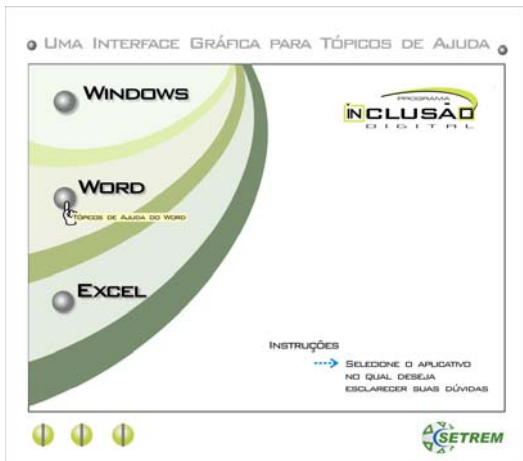 UMA INTERFACE GRÁFICA PARA TÓPICOS DE AJUDA
WINDOWS
PROGRAMA
INCLUSÃO
DIGITAL
WORD
TÓPICOS DE AJUDA DO WORD
EXCEL
INSTRUÇÕES
SELECIONE O APLICATIVO
NO QUAL DESEJA
ESCLARECER SUAS DÚVIDAS
SETREM